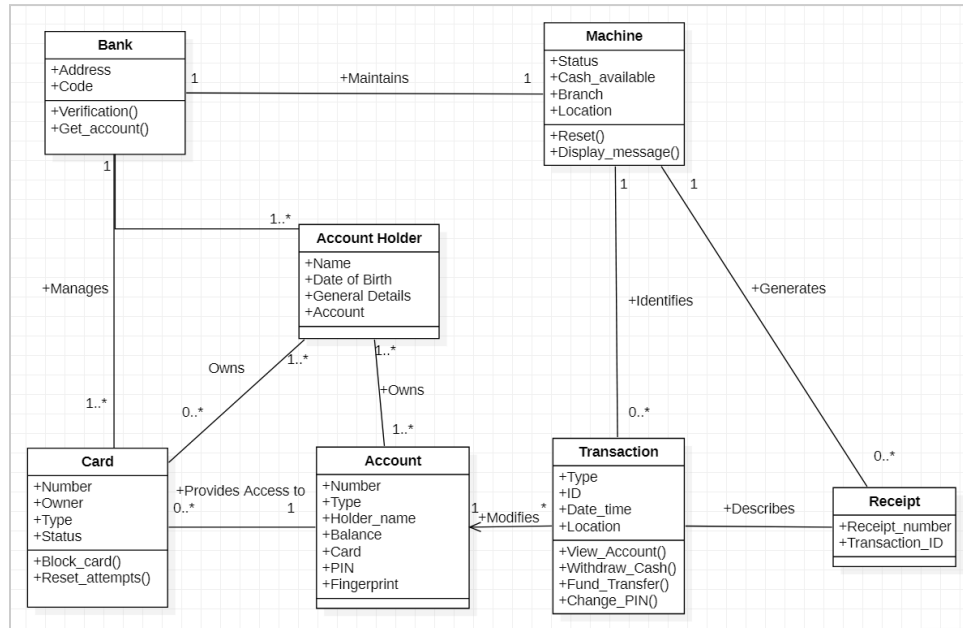 Bank
+Address
+Code
+Verification()
+Get_account()
1
+Maintains
1
Machine
+Status
+Cash_available
+Branch
+Location
+Reset()
+Display_message()
1
1..*
1
1
Account Holder
+Name
+Date of Birth
+General Details
+Account
+Manages
+Identifies
+Generates
Owns
1..*
1..*
+Owns
1..*
0..*
1..*
0..*
0..*
Card
+Number
+Owner
+Type
+Status
+Block_card()
+Reset_attempts()
+Provides Access to
0..*
1
Account
+Number
+Type
+Holder_name
+Balance
+Card
+PIN
+Fingerprint
1
+Modifies
*
Transaction
+Type
+ID
+Date_time
+Location
+View_Account()
+Withdraw_Cash()
+Fund_Transfer()
+Change_PIN()
+Describes
Receipt
+Receipt_number
+Transaction_ID